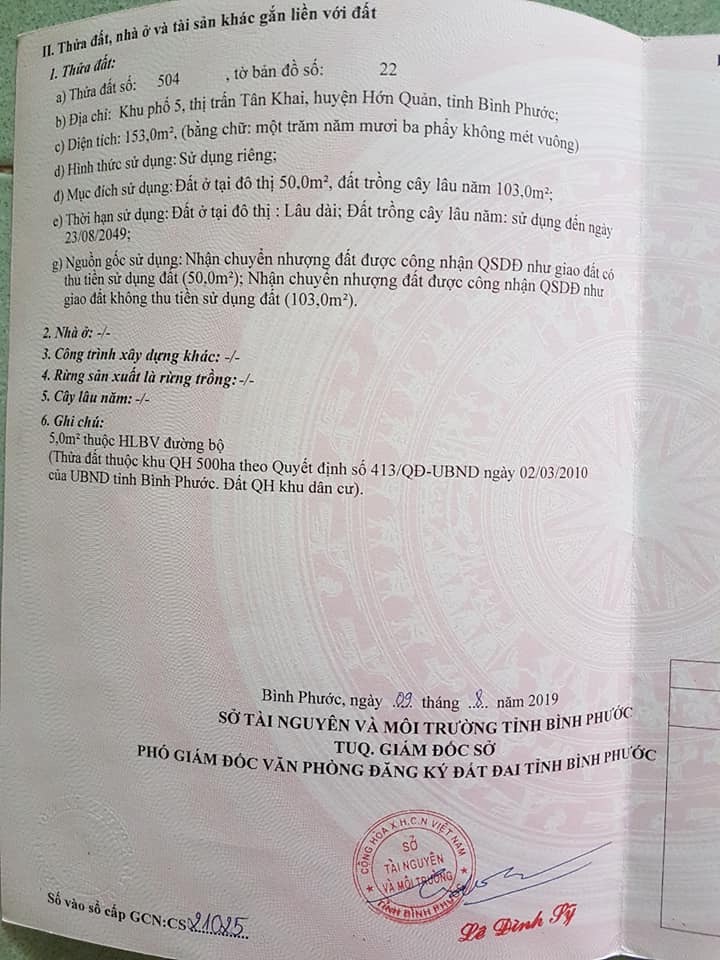 II. Thửa đất, nhà ở và tài sản khác gắn liền với đất
1. Thửa đất:
a) Thửa đất số: 504 , tờ bản đồ số: 22
b) Địa chỉ: Khu phố 5, thị trấn Tân Khai, huyện Hớn Quản, tỉnh Bình Phước;
c) Diện tích: 153,0m², (bằng chữ: một trăm năm mươi ba phẩy không mét vuông)
d) Hình thức sử dụng: Sử dụng riêng;
đ) Mục đích sử dụng: Đất ở tại đô thị 50.0m², đất trồng cây lâu năm 103,0m²;
e) Thời hạn sử dụng: Đất ở tại đô thị : Lâu dài; Đất trồng cây lâu năm: sử dụng đến ngày
23/08/2049;
g) Nguồn gốc sử dụng: Nhận chuyển nhượng đất được công nhận QSDĐ như giao đất có
thu tiền sử dụng đất (50,0m²); Nhận chuyển nhượng đất được công nhận QSDĐ như
giao đất không thu tiền sử dụng đất (103,0m²).
2. Nhà ở: -/-
3. Công trình xây dựng khác: -/-
4. Rừng sản xuất là rừng trồng: -/-
5. Cây lâu năm: -/-
6. Ghi chú:
5,0m² thuộc HLBV đường bộ
(Thửa đất thuộc khu QH 500ha theo Quyết định số 413/QĐ-UBND ngày 02/03/2010
của UBND tỉnh Bình Phước. Đất QH khu dân cư).
Bình Phước, ngày 09 tháng 8 năm 2019
SỞ TÀI NGUYÊN VÀ MÔI TRƯỜNG TỈNH BÌNH PHƯỚC
TUQ. GIÁM ĐỐC SỞ
PHÓ GIÁM ĐỐC VĂN PHÒNG ĐĂNG KÝ ĐẤT ĐAI TỈNH BÌNH PHƯỚC
CỘNG HÒA X.H.C.N VIỆT NAM
SỞ
TÀI NGUYÊN
VÀ MÔI TRƯỜNG
TỈNH BÌNH PHƯỚC
Lê Đình Sỹ
Số vào sổ cấp GCN:CS 21025